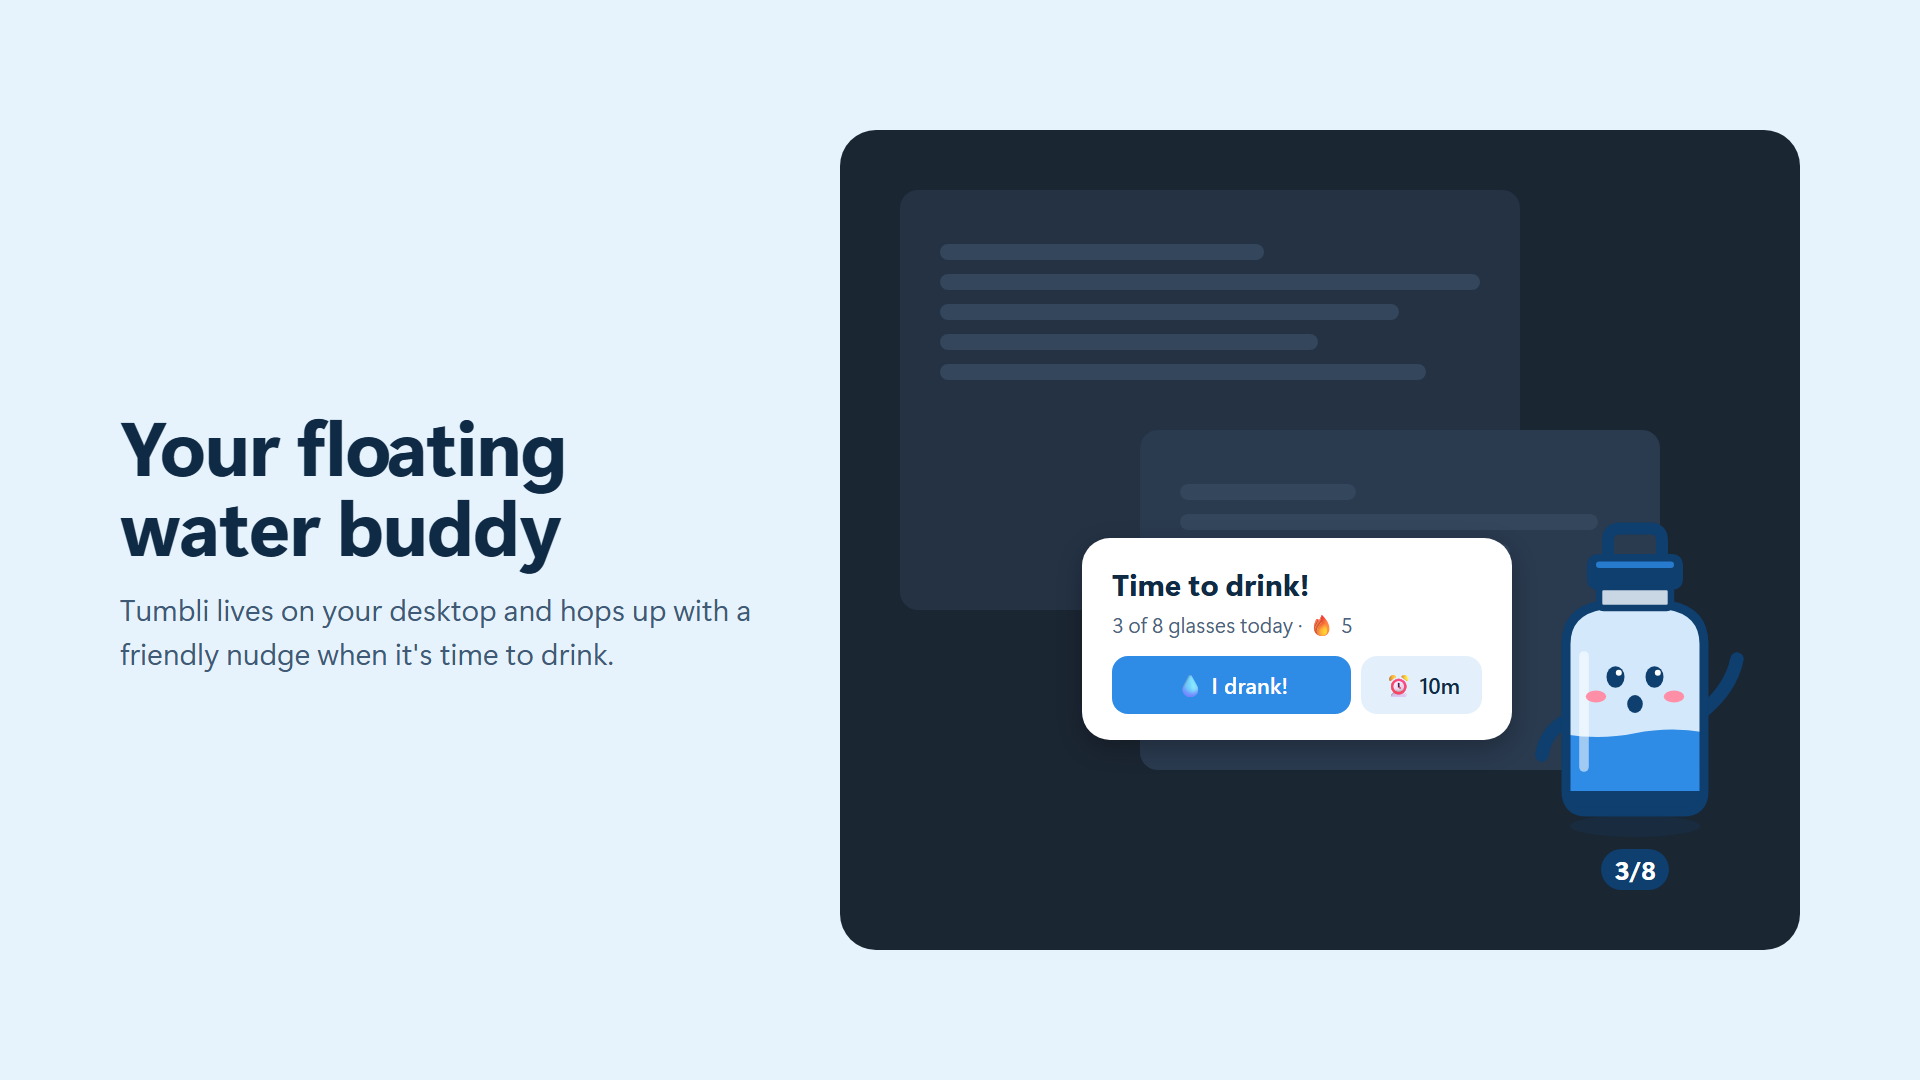 Your floating
water buddy
Tumbli lives on your desktop and hops up with a
friendly nudge when it's time to drink.
Time to drink!
3 of 8 glasses today · 🔥 5
💧 I drank!
⏰ 10m
3/8